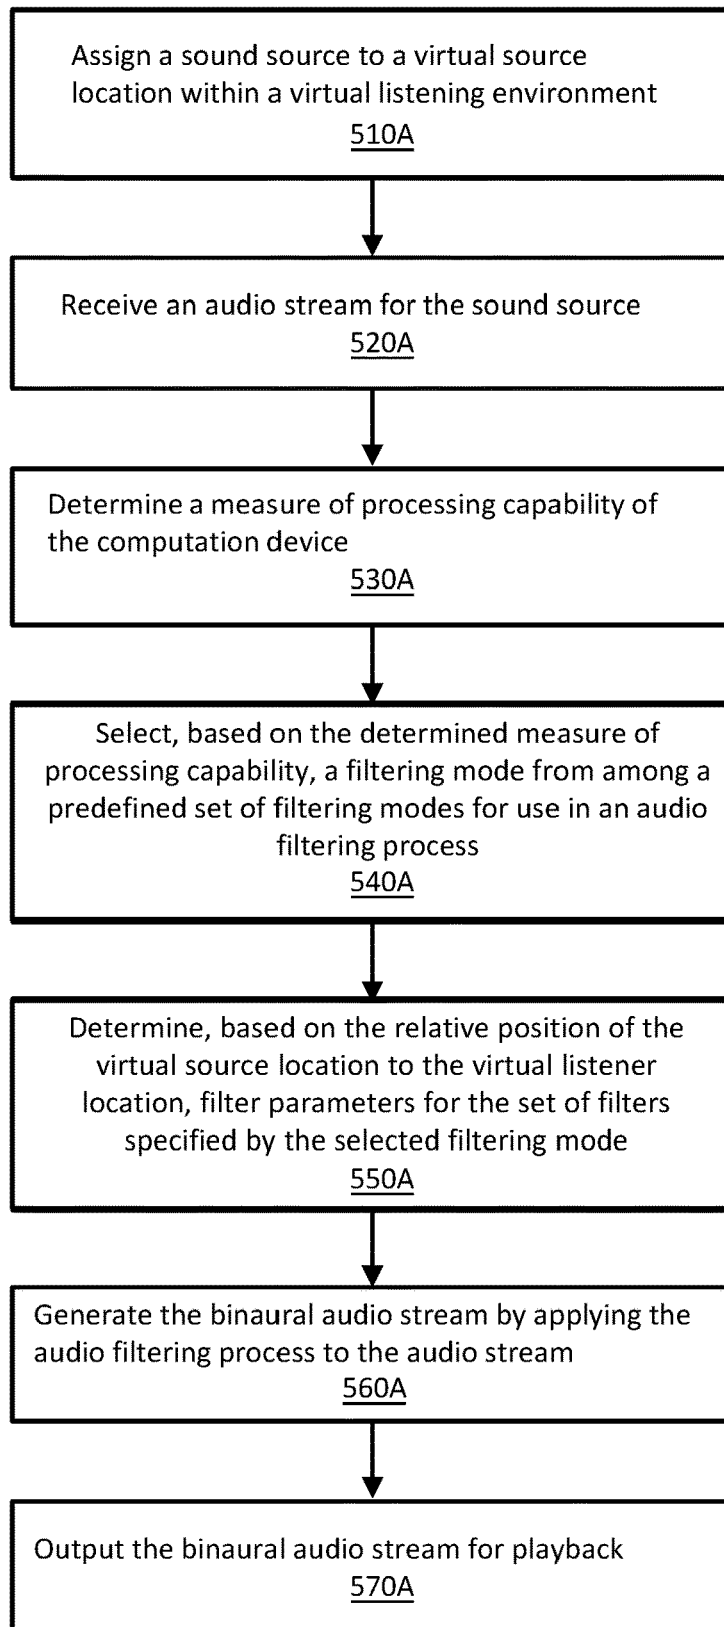 Assign a sound source to a virtual source
location within a virtual listening environment
510A
Receive an audio stream for the sound source
520A
Determine a measure of processing capability of
the computation device
530A
Select, based on the determined measure of
processing capability, a filtering mode from among a
predefined set of filtering modes for use in an audio
filtering process
540A
Determine, based on the relative position of the
virtual source location to the virtual listener
location, filter parameters for the set of filters
specified by the selected filtering mode
550A
Generate the binaural audio stream by applying the
audio filtering process to the audio stream
560A
Output the binaural audio stream for playback
570A